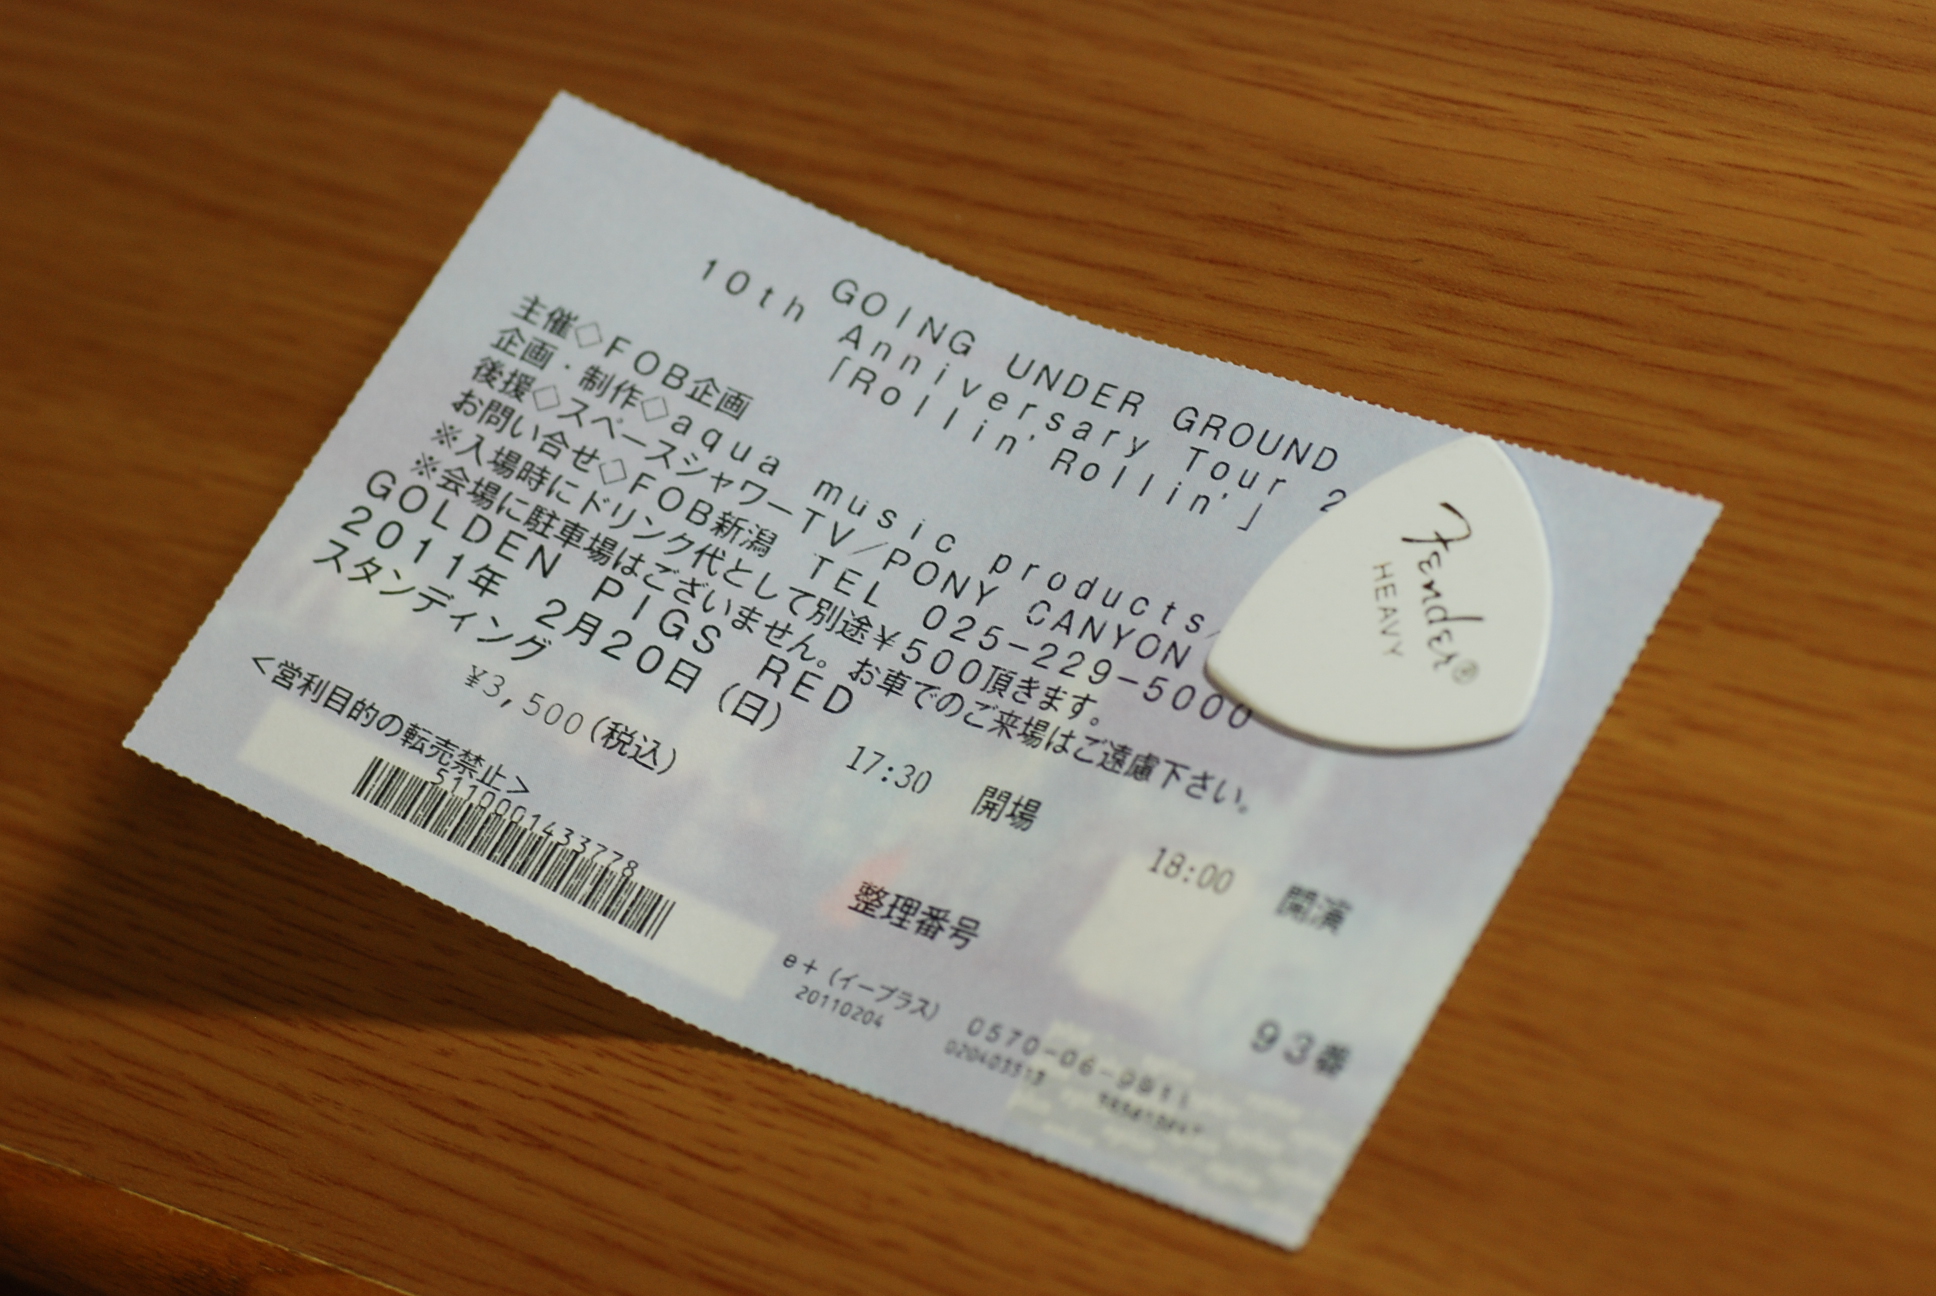 GOING UNDER GROUND
10th Anniversary Tour 2
「Rollin' Rollin'」
主催◇FOB企画
企画・制作◇aqua music products/
後援◇スペースシャワーTV/PONY CANYON
お問い合せ◇FOB新潟 TEL 025-229-5000
※入場時にドリンク代として別途¥500頂きます。
※会場に駐車場はございません。お車でのご来場はご遠慮下さい。
GOLDEN PIGS RED
2011年 2月20日(日) 17:30 開場 18:00 開演
スタンディング
¥3,500(税込) 整理番号 93番
<営利目的の転売禁止>
5110001433778
e+(イープラス) 0570-06-9911
20110204 020403513
Fender®
HEAVY